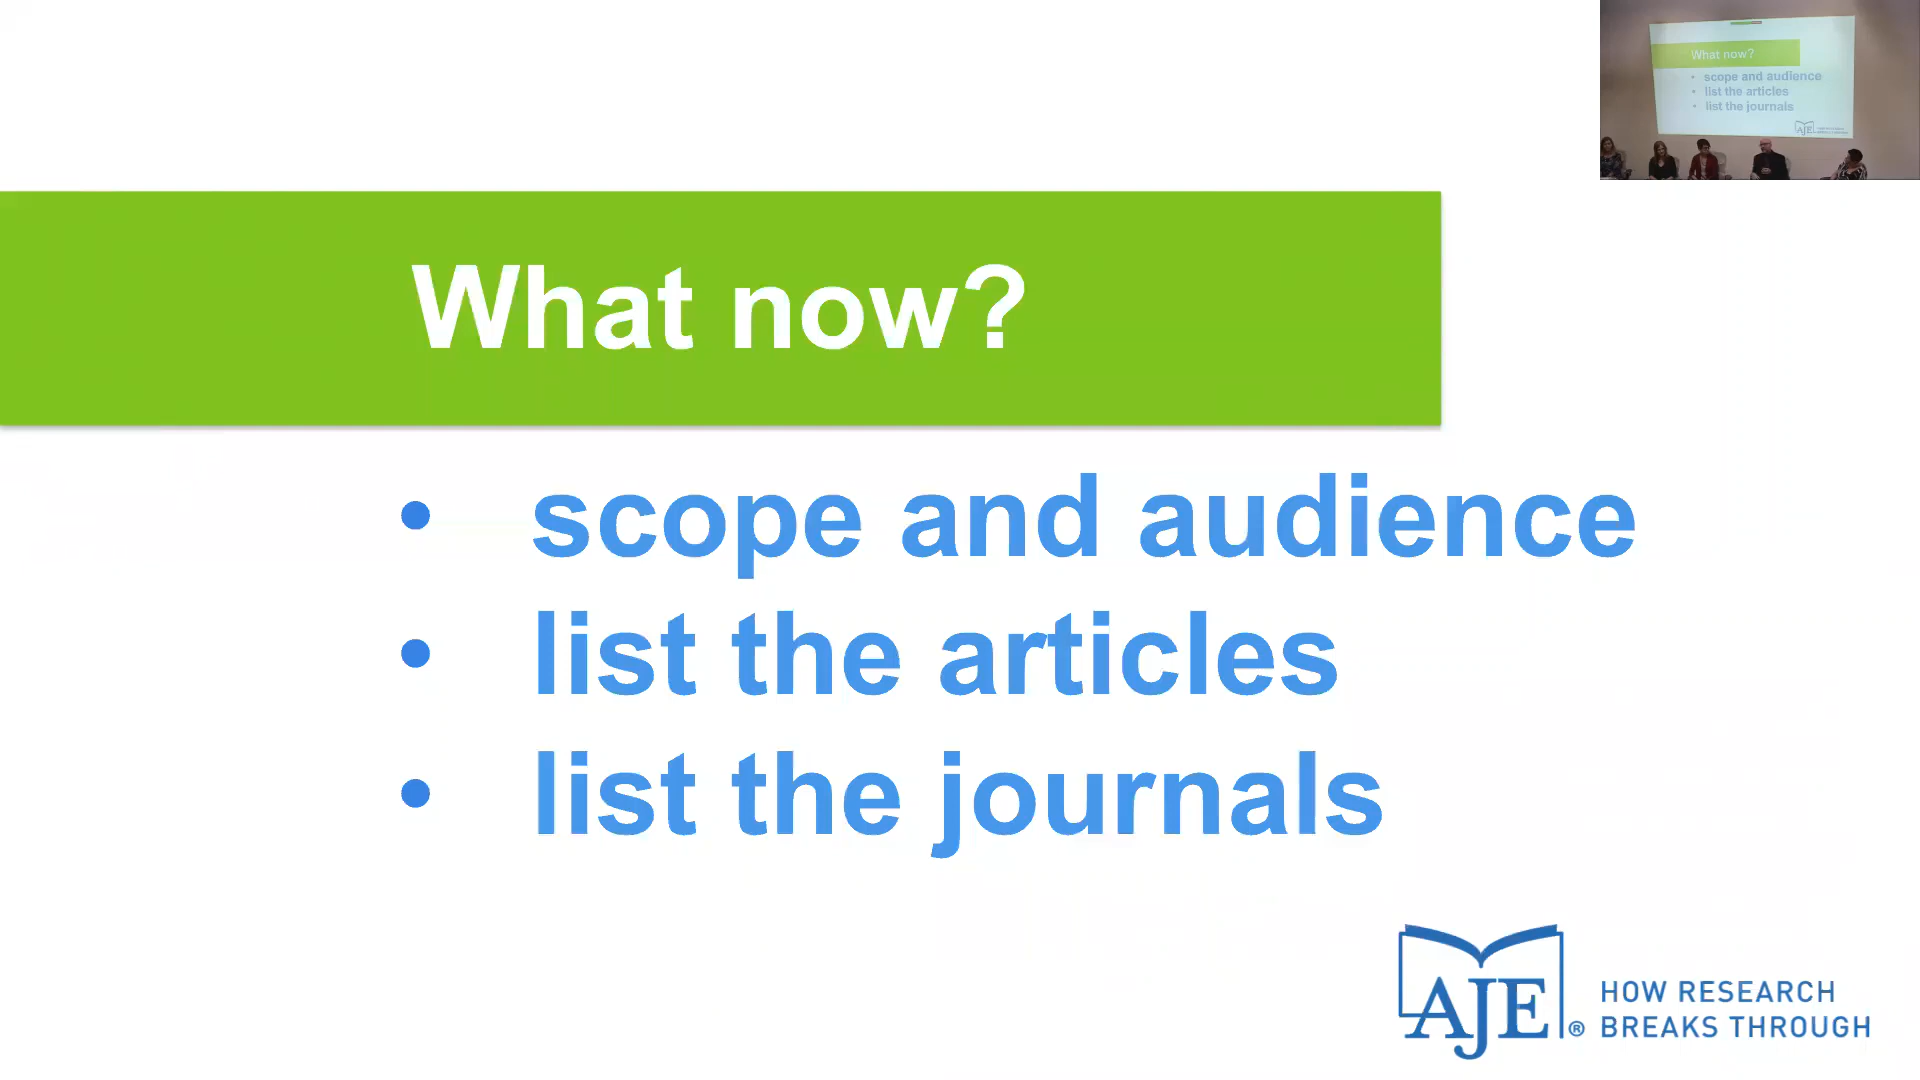 What now?
• scope and audience
• list the articles
• list the journals
AJE® HOW RESEARCH
BREAKS THROUGH
What now?
• scope and audience
• list the articles
• list the journals
AJE